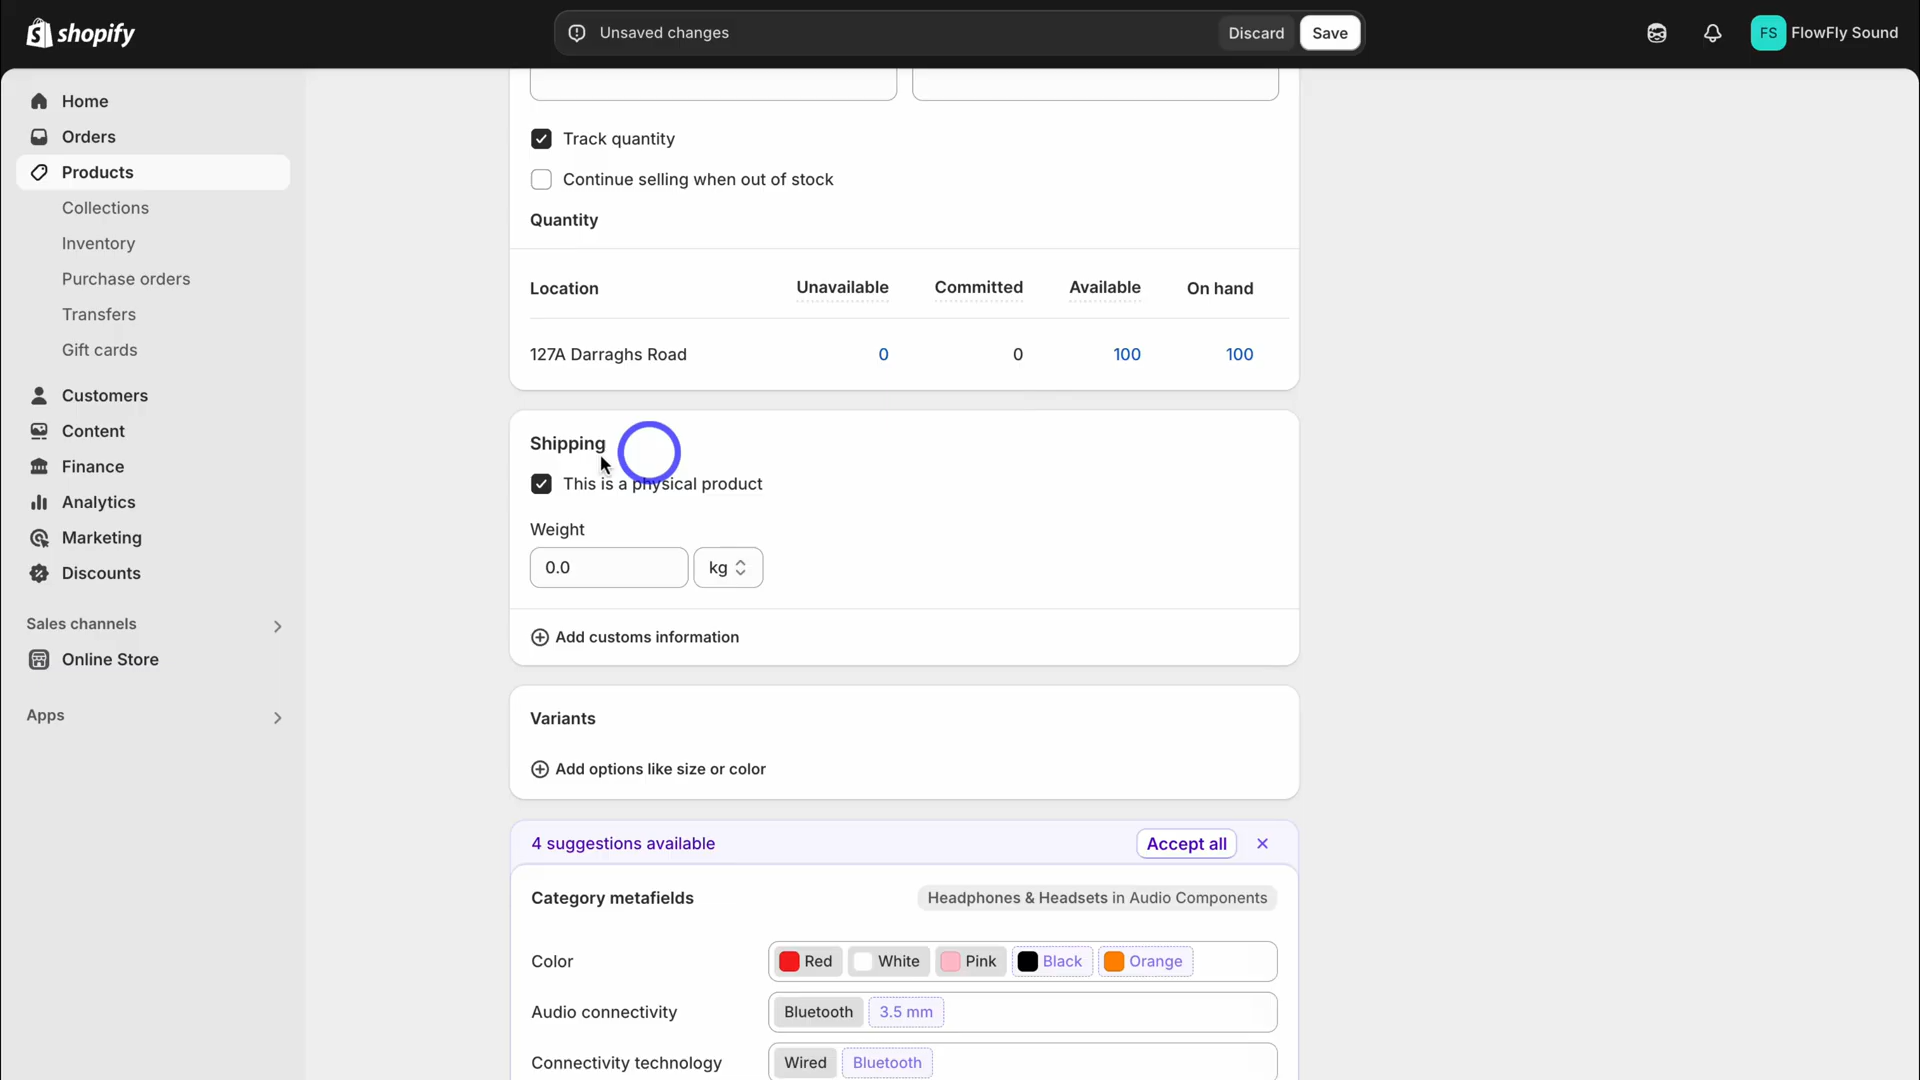 shopify
Unsaved changes
Discard
Save
FS
FlowFly Sound
Home
Orders
Products
Collections
Inventory
Purchase orders
Transfers
Gift cards
Customers
Content
Finance
Analytics
Marketing
Discounts
Sales channels
Online Store
Apps
Track quantity
Continue selling when out of stock
Quantity
Location Unavailable Committed Available On hand
127A Darraghs Road 0 0 100 100
Shipping
This is a physical product
Weight
0.0 kg
Add customs information
Variants
Add options like size or color
4 suggestions available Accept all
Category metafields Headphones & Headsets in Audio Components
Color Red White Pink Black Orange
Audio connectivity Bluetooth 3.5 mm
Connectivity technology Wired Bluetooth